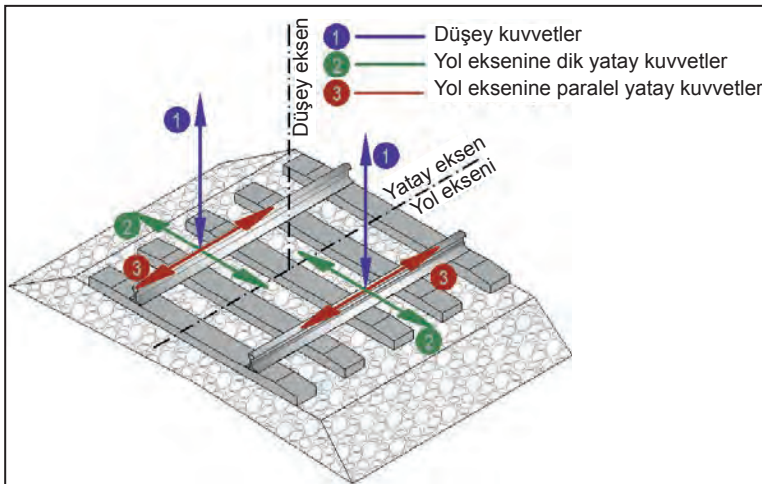 1 Düşey kuvvetler
2 Yol eksenine dik yatay kuvvetler
3 Yol eksenine paralel yatay kuvvetler
Düşey eksen
1
1
Yatay eksen
Yol ekseni
2
3
3
2